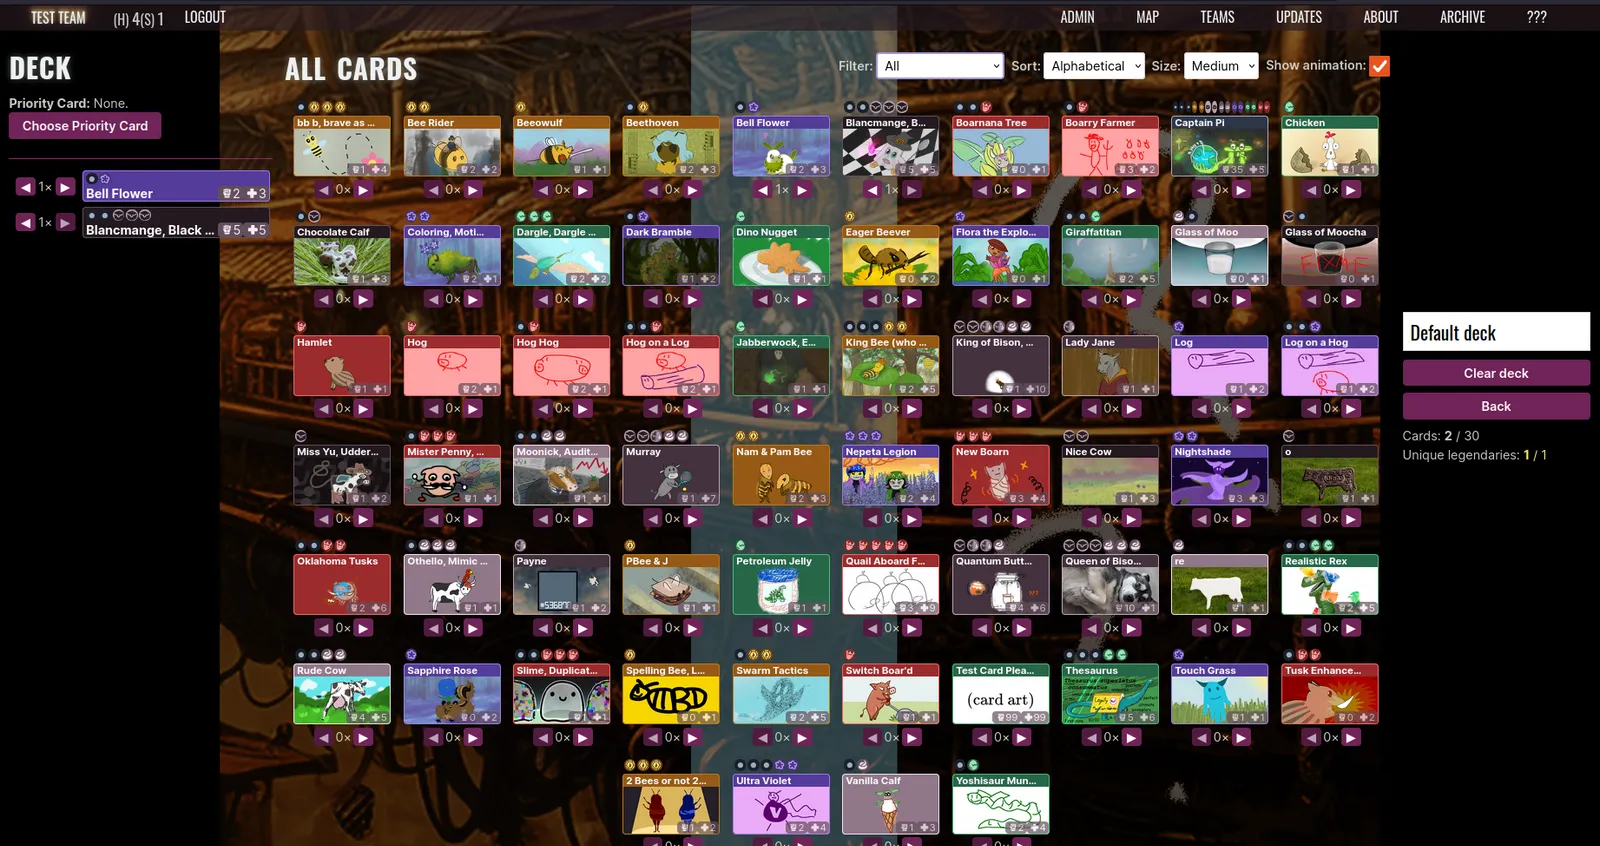 TEST TEAM (H) 4(S) 1 LOGOUT ADMIN MAP TEAMS UPDATES ABOUT ARCHIVE ???
DECK
Priority Card: None.
Choose Priority Card
1×
Bell Flower 2 3
1×
Blancmange, Black ... 5 5
ALL CARDS
Filter: All Sort: Alphabetical Size: Medium Show animation:
bb b, brave as ... Bee Rider Beeowulf Beethoven Bell Flower Blancmange, B... Boarnana Tree Boarry Farmer Captain Pi Chicken
4 2 2 1 1 2 3 2 3 5 5 0 1 3 2 35 5 1 1
0× 0× 0× 0× 1× 1× 0× 0× 0× 0×
Chocolate Calf Coloring, Moti... Dargle, Dargle ... Dark Bramble Dino Nugget Eager Beever Flora the Explo... Giraffatitan Glass of Moo Glass of Moocha
1 3 2 1 2 2 1 2 1 1 0 2 0 1 2 5 0 1 0 1
0× 0× 0× 0× 0× 0× 0× 0× 0× 0×
Hamlet Hog Hog Hog Hog on a Log Jabberwock, E... King Bee (who ... King of Bison, ... Lady Jane Log Log on a Hog
1 1 2 1 2 1 2 1 1 1 2 5 1 10 1 1 1 2 1 2
0× 0× 0× 0× 0× 0× 0× 0× 0× 0×
Miss Yu, Udder... Mister Penny, ... Moonick, Audit... Murray Nam & Pam Bee Nepeta Legion New Boarn Nice Cow Nightshade o
1 2 1 1 1 1 1 7 2 3 2 4 3 4 1 3 3 3 1 1
0× 0× 0× 0× 0× 0× 0× 0× 0× 0×
Oklahoma Tusks Othello, Mimic ... Payne PBee & J Petroleum Jelly Quail Aboard F... Quantum Butt... Queen of Biso... re Realistic Rex
2 6 1 1 1 2 1 1 1 1 3 9 4 6 10 1 1 1 2 5
0× 0× 0× 0× 0× 0× 0× 0× 0× 0×
Rude Cow Sapphire Rose Slime, Duplicat... Spelling Bee, L... Swarm Tactics Switch Boar'd Test Card Plea... Thesaurus Touch Grass Tusk Enhance...
TBD (card art)
4 5 0 2 1 1 0 1 2 5 1 1 99 99 5 6 1 1 0 2
0× 0× 0× 0× 0× 0× 0× 0× 0× 0×
2 Bees or not 2... Ultra Violet Vanilla Calf Yoshisaur Mun...
V
1 2 2 4 1 3 2 4
Default deck
Clear deck
Back
Cards: 2 / 30
Unique legendaries: 1 / 1